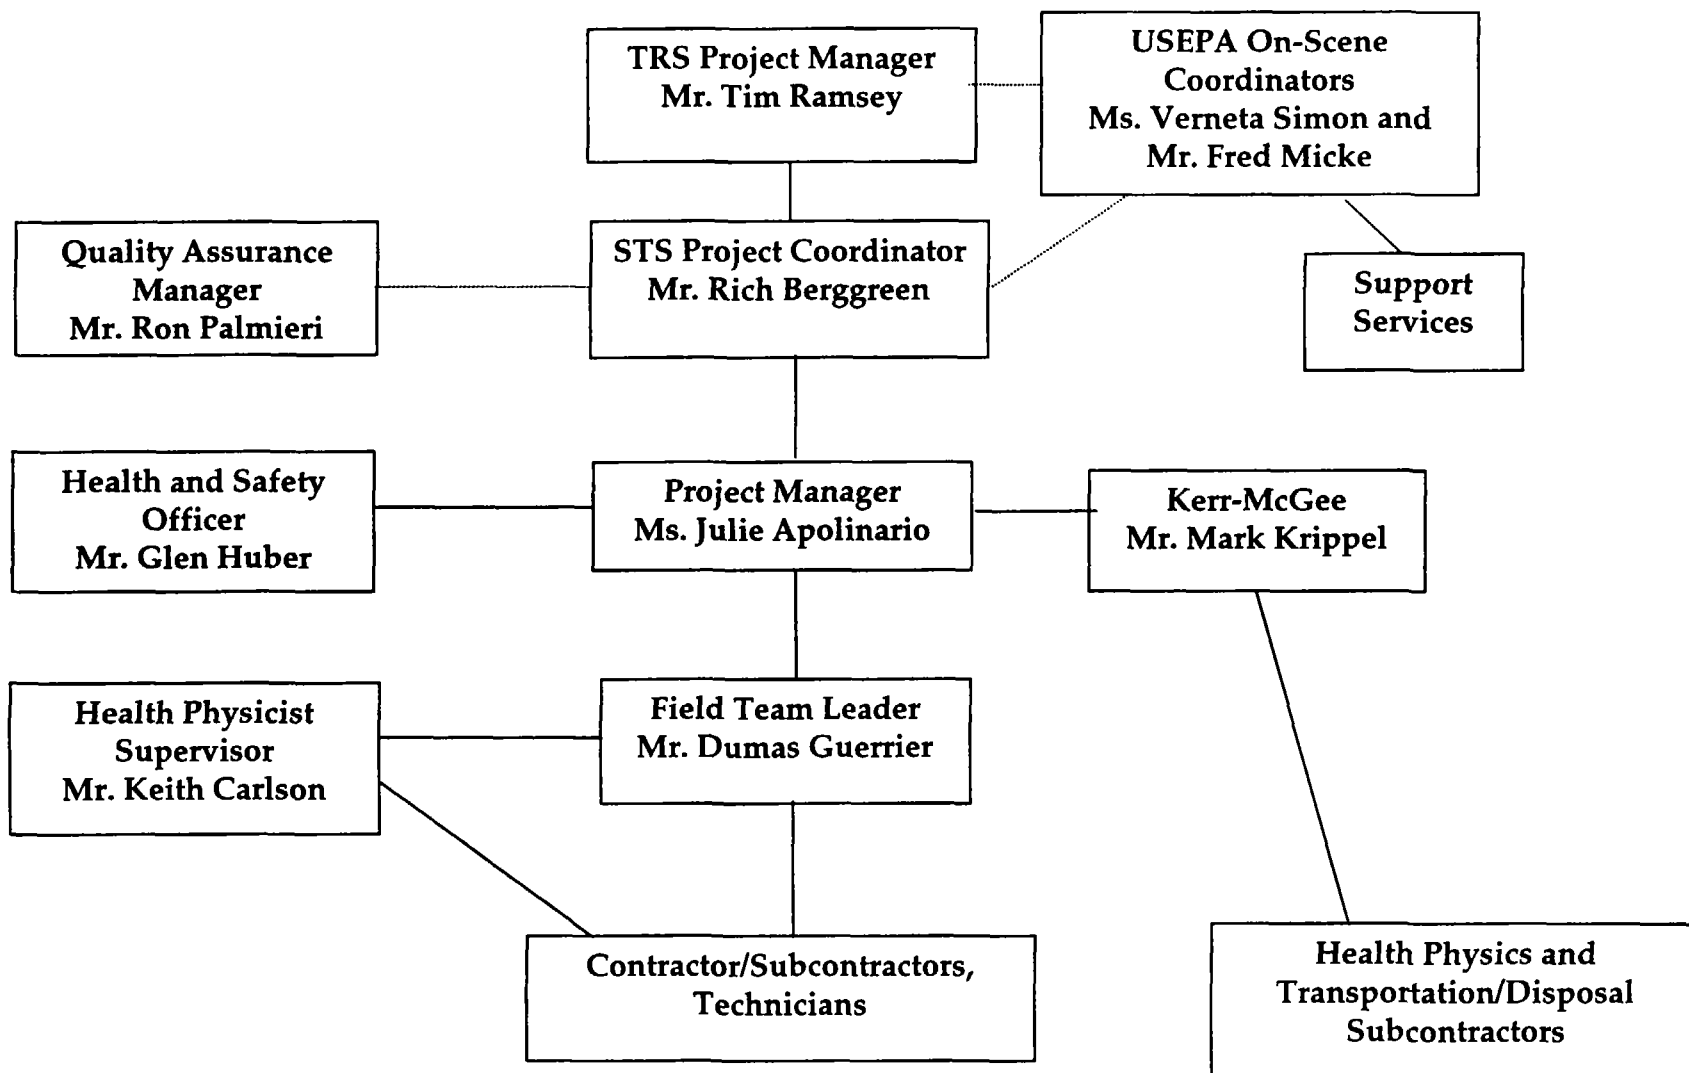 TRS Project Manager
Mr. Tim Ramsey
USEPA On-Scene
Coordinators
Ms. Verneta Simon and
Mr. Fred Micke
Quality Assurance
Manager
Mr. Ron Palmieri
STS Project Coordinator
Mr. Rich Berggreen
Support
Services
Health and Safety
Officer
Mr. Glen Huber
Project Manager
Ms. Julie Apolinario
Kerr-McGee
Mr. Mark Krippel
Health Physicist
Supervisor
Mr. Keith Carlson
Field Team Leader
Mr. Dumas Guerrier
Contractor/Subcontractors,
Technicians
Health Physics and
Transportation/Disposal
Subcontractors